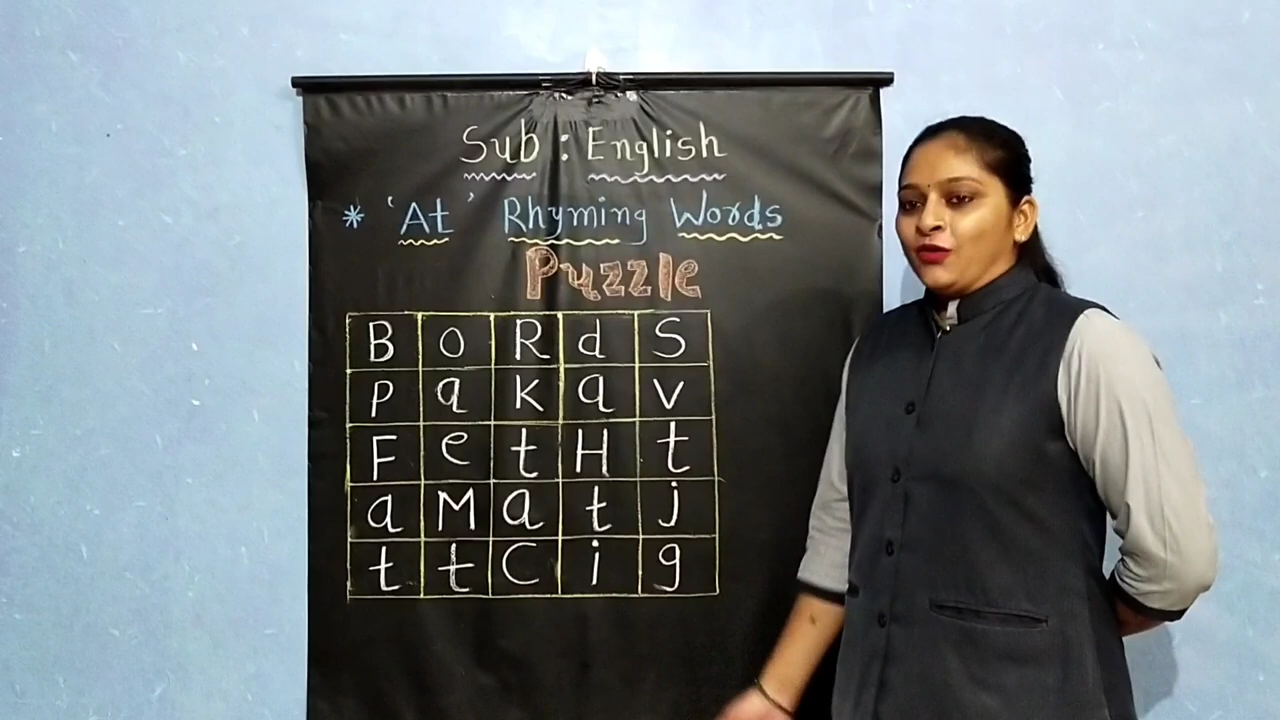 Sub : English
* 'At' Rhyming Words
Puzzle
B o R d S
P a k a v
F e t H t
a M a t j
t t C i g